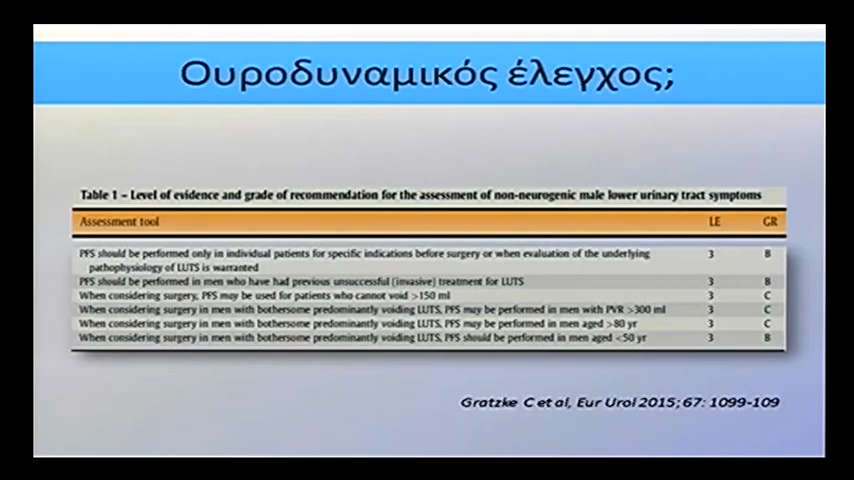 Ουροδυναμικός έλεγχος;
Table 1 – Level of evidence and grade of recommendation for the assessment of non-neurogenic male lower urinary tract symptoms
Assessment tool LE GR
PFS should be performed only in individual patients for specific indications before surgery or when evaluation of the underlying 3 B
pathophysiology of LUTS is warranted
PFS should be performed in men who have had previous unsuccessful (invasive) treatment for LUTS 3 B
When considering surgery, PFS may be used for patients who cannot void >150 ml 3 C
When considering surgery in men with bothersome predominantly voiding LUTS, PFS may be performed in men with PVR >300 ml 3 C
When considering surgery in men with bothersome predominantly voiding LUTS, PFS may be performed in men aged >80 yr 3 C
When considering surgery in men with bothersome predominantly voiding LUTS, PFS should be performed in men aged <50 yr 3 B
Gratzke C et al, Eur Urol 2015; 67: 1099-109